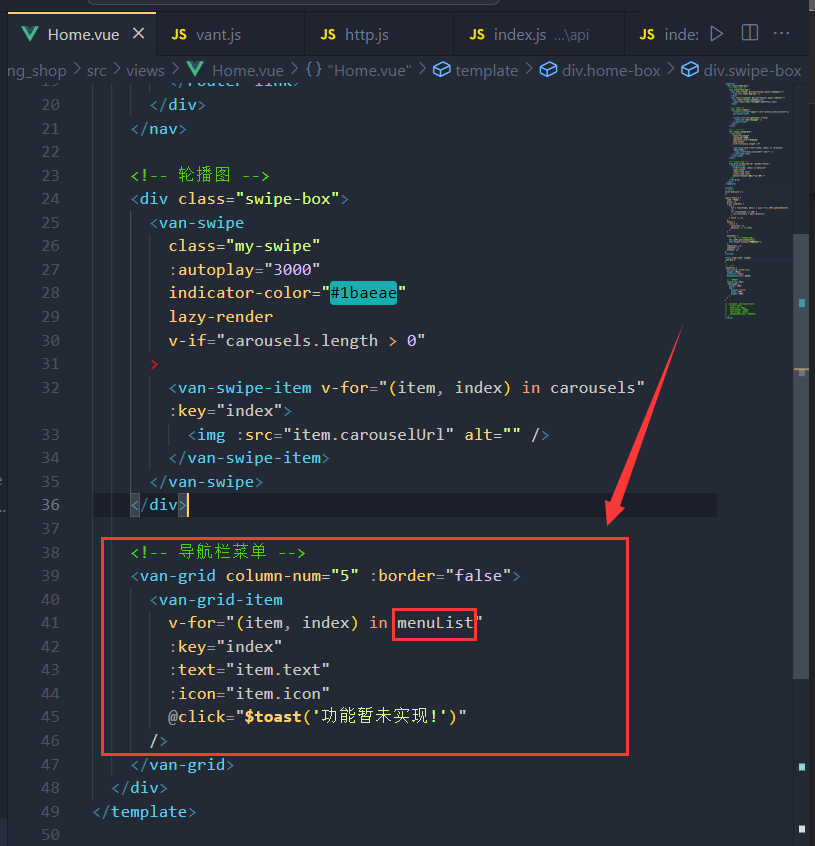 Home.vue
JS vant.js
JS http.js
JS index.js ...\api
JS index
ng_shop > src > views > Home.vue > {} "Home.vue" > template > div.home-box > div.swipe-box
20 </div>
21 </nav>
22
23 <!-- 轮播图 -->
24 <div class="swipe-box">
25 <van-swipe
26 class="my-swipe"
27 :autoplay="3000"
28 indicator-color="#1baeae"
29 lazy-render
30 v-if="carousels.length > 0"
31 >
32 <van-swipe-item v-for="(item, index) in carousels"
:key="index">
33 <img :src="item.carouselUrl" alt="" />
34 </van-swipe-item>
35 </van-swipe>
36 </div>
37
38 <!-- 导航栏菜单 -->
39 <van-grid column-num="5" :border="false">
40 <van-grid-item
41 v-for="(item, index) in menuList"
42 :key="index"
43 :text="item.text"
44 :icon="item.icon"
45 @click="$toast('功能暂未实现!')"
46 />
47 </van-grid>
48 </div>
49 </template>
50